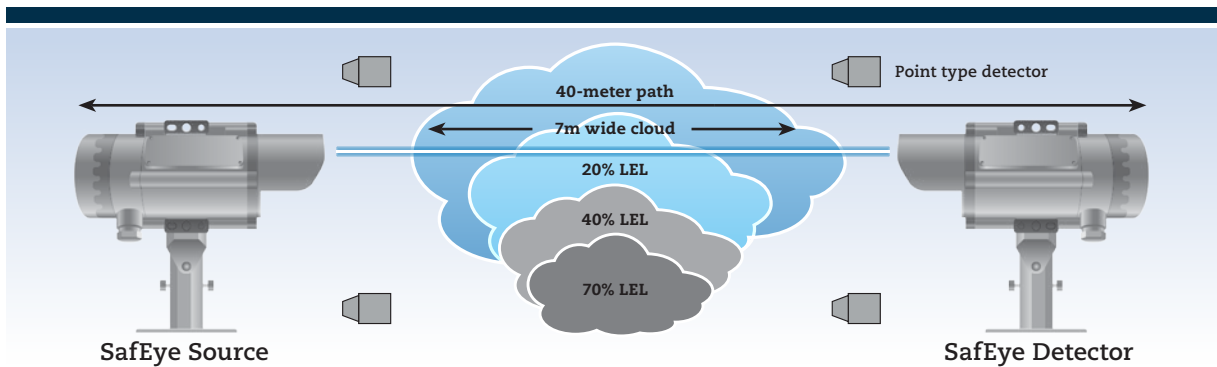 Point type detector
40-meter path
7m wide cloud
20% LEL
40% LEL
70% LEL
SafEye Source
SafEye Detector